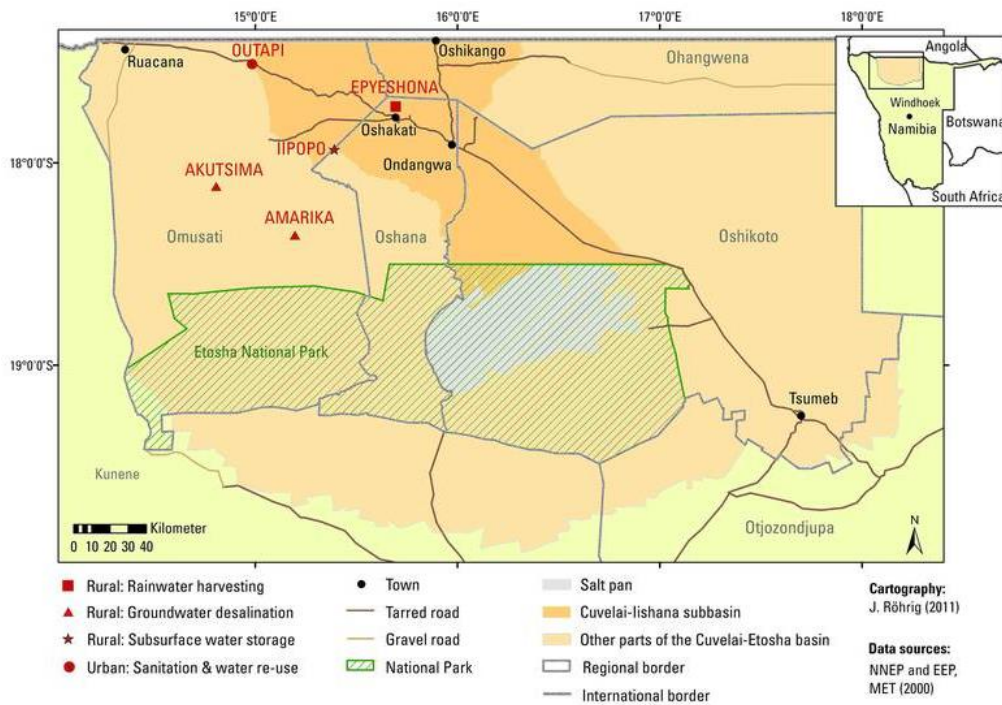 15°0'0"E
16°0'0"E
17°0'0"E
18°0'0"E
OUTAPI
Oshikango
Ruacana
Ohangwena
Angola
EPYESHONA
Windhoek
Namibia
Botswana
Oshakati
IIPOPO
Ondangwa
18°0'0"S
AKUTSIMA
South Africa
AMARIKA
Omusati
Oshana
Oshikoto
Etosha National Park
19°0'0"S
Tsumeb
Kunene
Otjozondjupa
Kilometer
0 10 20 30 40
N
Rural: Rainwater harvesting
Rural: Groundwater desalination
Rural: Subsurface water storage
Urban: Sanitation & water re-use
Town
Tarred road
Gravel road
National Park
Salt pan
Cuvelai-Iishana subbasin
Other parts of the Cuvelai-Etosha basin
Regional border
International border
Cartography:
J. Röhrig (2011)
Data sources:
NNEP and EEP,
MET (2000)